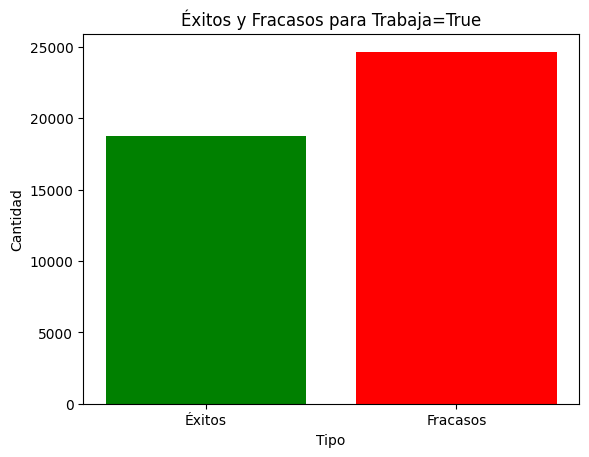 Éxitos y Fracasos para Trabaja=True
Cantidad
25000
20000
15000
10000
5000
0
Éxitos
Fracasos
Tipo